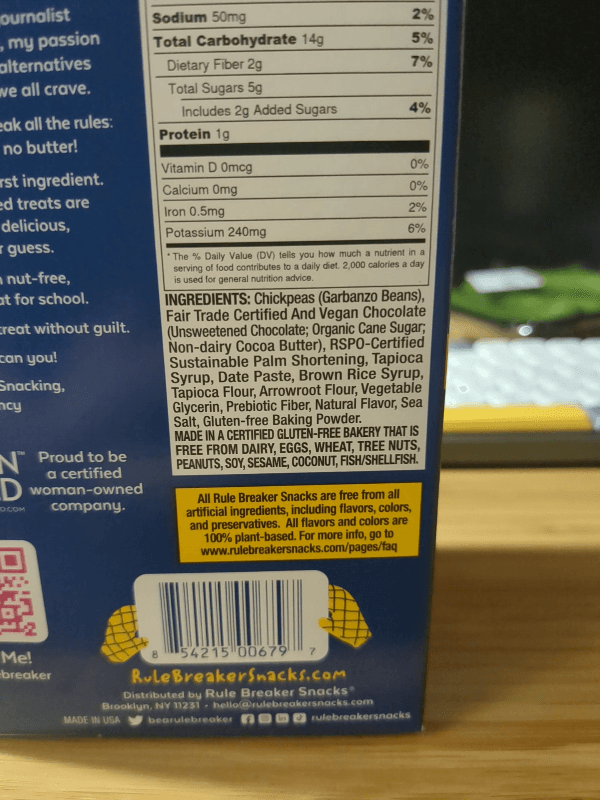 ournalist
, my passion
alternatives
we all crave.
eak all the rules:
no butter!
rst ingredient.
ed treats are
delicious,
r guess.
nut-free,
at for school.
treat without guilt.
can you!
Snacking,
ncy
N™ Proud to be
a certified
D woman-owned
D.COM company.
Me!
breaker
Sodium 50mg 2%
Total Carbohydrate 14g 5%
Dietary Fiber 2g 7%
Total Sugars 5g
Includes 2g Added Sugars 4%
Protein 1g
Vitamin D 0mcg 0%
Calcium 0mg 0%
Iron 0.5mg 2%
Potassium 240mg 6%
* The % Daily Value (DV) tells you how much a nutrient in a
serving of food contributes to a daily diet. 2,000 calories a day
is used for general nutrition advice.
INGREDIENTS: Chickpeas (Garbanzo Beans),
Fair Trade Certified And Vegan Chocolate
(Unsweetened Chocolate; Organic Cane Sugar;
Non-dairy Cocoa Butter), RSPO-Certified
Sustainable Palm Shortening, Tapioca
Syrup, Date Paste, Brown Rice Syrup,
Tapioca Flour, Arrowroot Flour, Vegetable
Glycerin, Prebiotic Fiber, Natural Flavor, Sea
Salt, Gluten-free Baking Powder.
MADE IN A CERTIFIED GLUTEN-FREE BAKERY THAT IS
FREE FROM DAIRY, EGGS, WHEAT, TREE NUTS,
PEANUTS, SOY, SESAME, COCONUT, FISH/SHELLFISH.
All Rule Breaker Snacks are free from all
artificial ingredients, including flavors, colors,
and preservatives. All flavors and colors are
100% plant-based. For more info, go to
www.rulebreakersnacks.com/pages/faq
8 54215 00679 7
RuleBreakerSnacks.com
Distributed by Rule Breaker Snacks®
Brooklyn, NY 11231 • hello@rulebreakersnacks.com
MADE IN USA bearulebreaker f in rulebreakersnacks